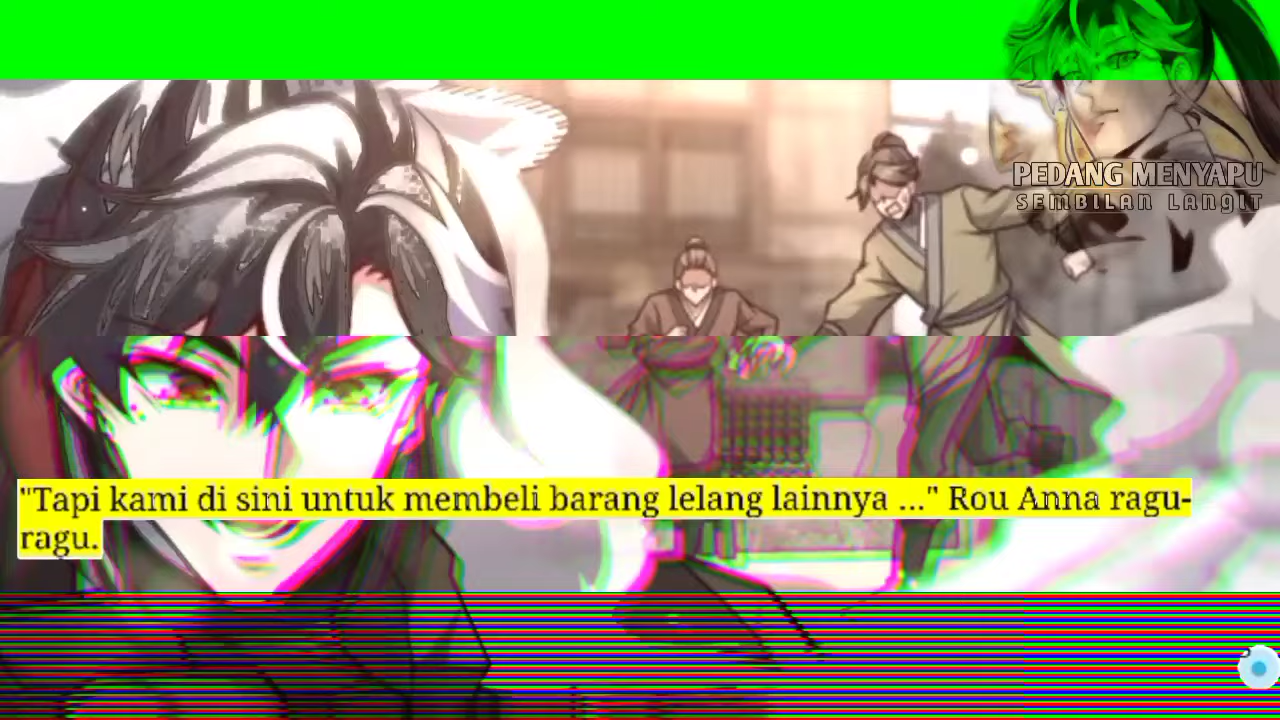 PEDANG MENYAPU
SEMBILAN LANGIT
"Tapi kami di sini untuk membeli barang lelang lainnya ..." Rou Anna ragu-
ragu.